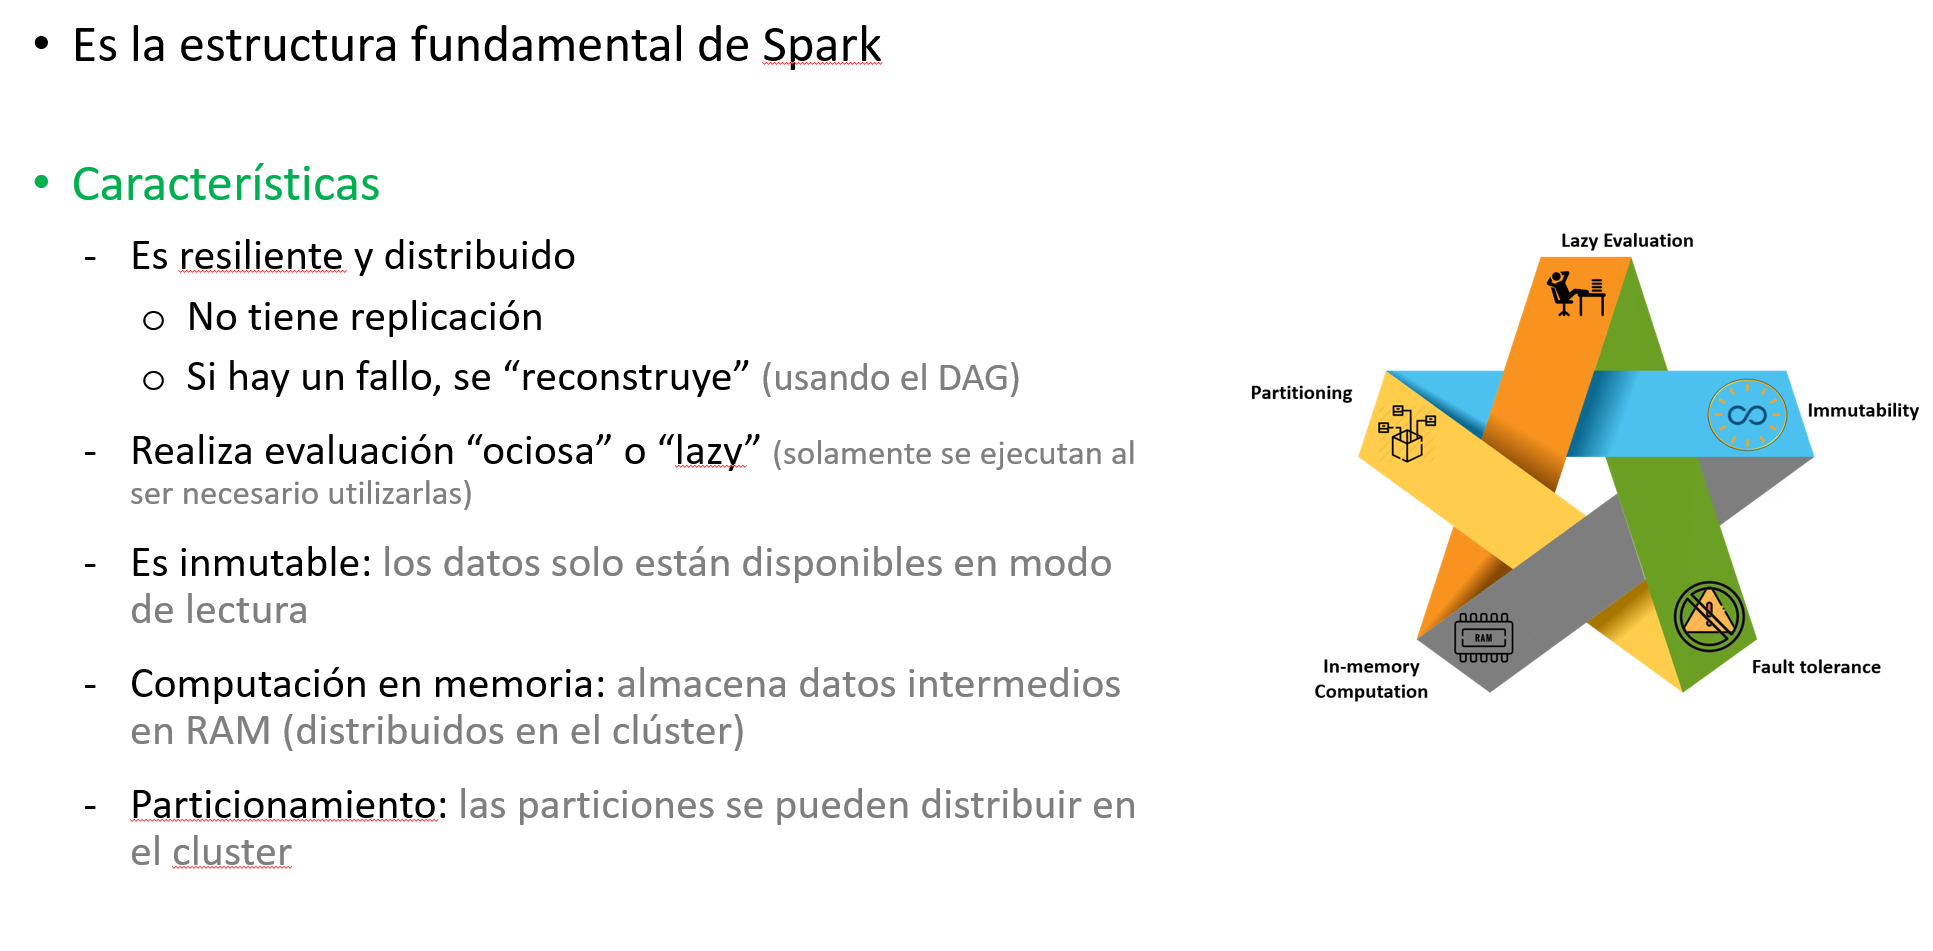 • Es la estructura fundamental de Spark
• Características
- Es resiliente y distribuido
o No tiene replicación
o Si hay un fallo, se “reconstruye” (usando el DAG)
- Realiza evaluación “ociosa” o “lazy” (solamente se ejecutan al
ser necesario utilizarlas)
- Es inmutable: los datos solo están disponibles en modo
de lectura
- Computación en memoria: almacena datos intermedios
en RAM (distribuidos en el clúster)
- Particionamiento: las particiones se pueden distribuir en
el cluster
Lazy Evaluation
Partitioning
Immutability
RAM
In-memory
Computation
Fault tolerance